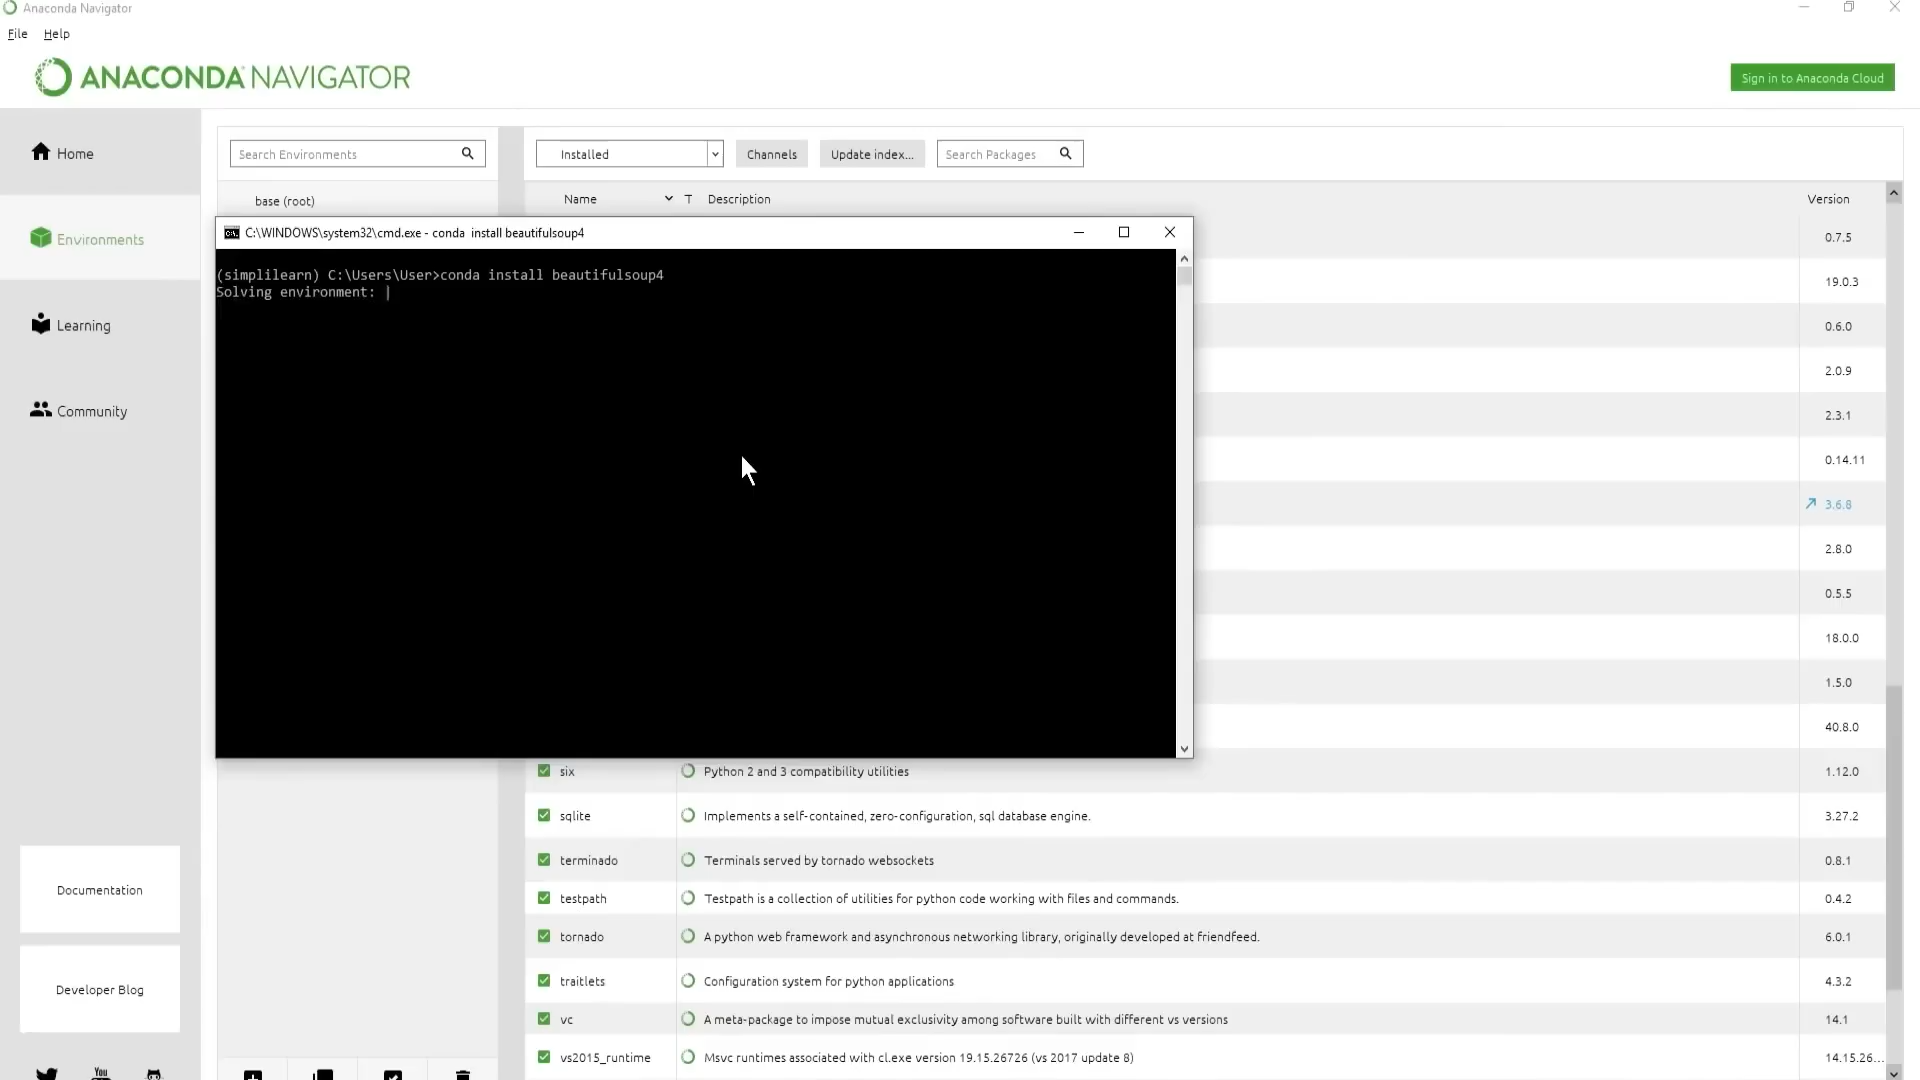 Anaconda Navigator
File Help
ANACONDA NAVIGATOR
Sign in to Anaconda Cloud
Home
Environments
Learning
Community
Documentation
Developer Blog
You
Search Environments
base (root)
Installed
Channels
Update index...
Search Packages
Name T Description Version
C:\WINDOWS\system32\cmd.exe - conda  install beautifulsoup4
(simplilearn) C:\Users\User>conda install beautifulsoup4
Solving environment: |
0.7.5
19.0.3
0.6.0
2.0.9
2.3.1
0.14.11
3.6.8
2.8.0
0.5.5
18.0.0
1.5.0
40.8.0
six Python 2 and 3 compatibility utilities 1.12.0
sqlite Implements a self-contained, zero-configuration, sql database engine. 3.27.2
terminado Terminals served by tornado websockets 0.8.1
testpath Testpath is a collection of utilities for python code working with files and commands. 0.4.2
tornado A python web framework and asynchronous networking library, originally developed at friendfeed. 6.0.1
traitlets Configuration system for python applications 4.3.2
vc A meta-package to impose mutual exclusivity among software built with different vs versions 14.1
vs2015_runtime Msvc runtimes associated with cl.exe version 19.15.26726 (vs 2017 update 8) 14.15.26...